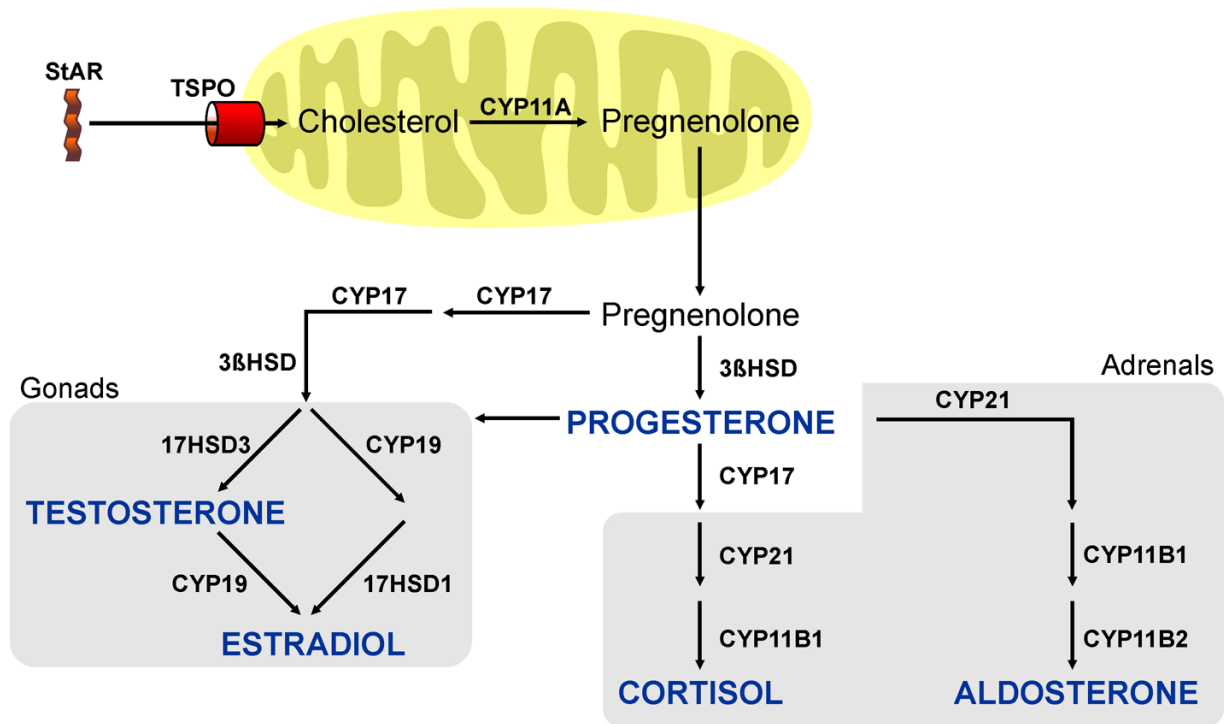 StAR
TSPO
Cholesterol
CYP11A
Pregnenolone
CYP17
CYP17
Pregnenolone
3ßHSD
3ßHSD
Gonads
Adrenals
CYP21
PROGESTERONE
17HSD3
CYP19
CYP17
TESTOSTERONE
CYP21
CYP11B1
CYP19
17HSD1
ESTRADIOL
CYP11B1
CYP11B2
CORTISOL
ALDOSTERONE